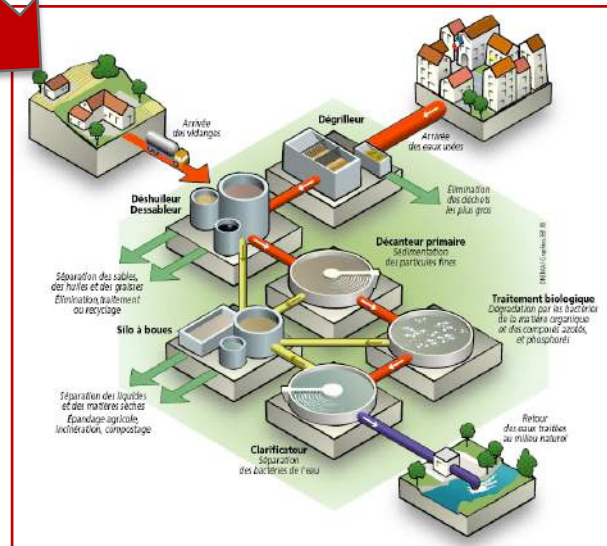 Arrivée
des vidanges
Dégrilleur
Arrivée
des eaux usées
Élimination
des déchets
les plus gros
Déshuileur
Dessableur
Séparation des sables,
des huiles et des graisses
Élimination, traitement
ou recyclage
Décanteur primaire
Sédimentation
des particules fines
Traitement biologique
Dégradation par les bactéries
de la matière organique
et des composés azotés,
et phosphorés
Silo à boues
Séparation des liquides
et des matières sèches
Épandage agricole,
incinération, compostage
Clarificateur
Séparation
des bactéries de l'eau
Retour
des eaux traitées
au milieu naturel